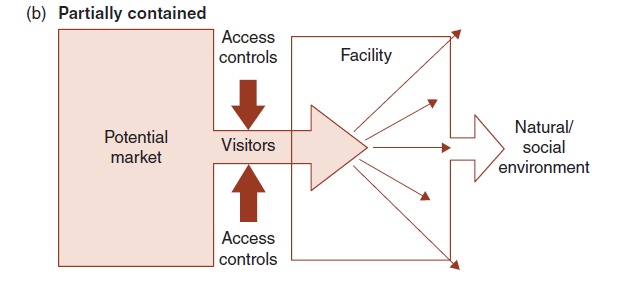 (b) Partially contained
Access
controls
Facility
Potential
market
Visitors
Natural/
social
environment
Access
controls